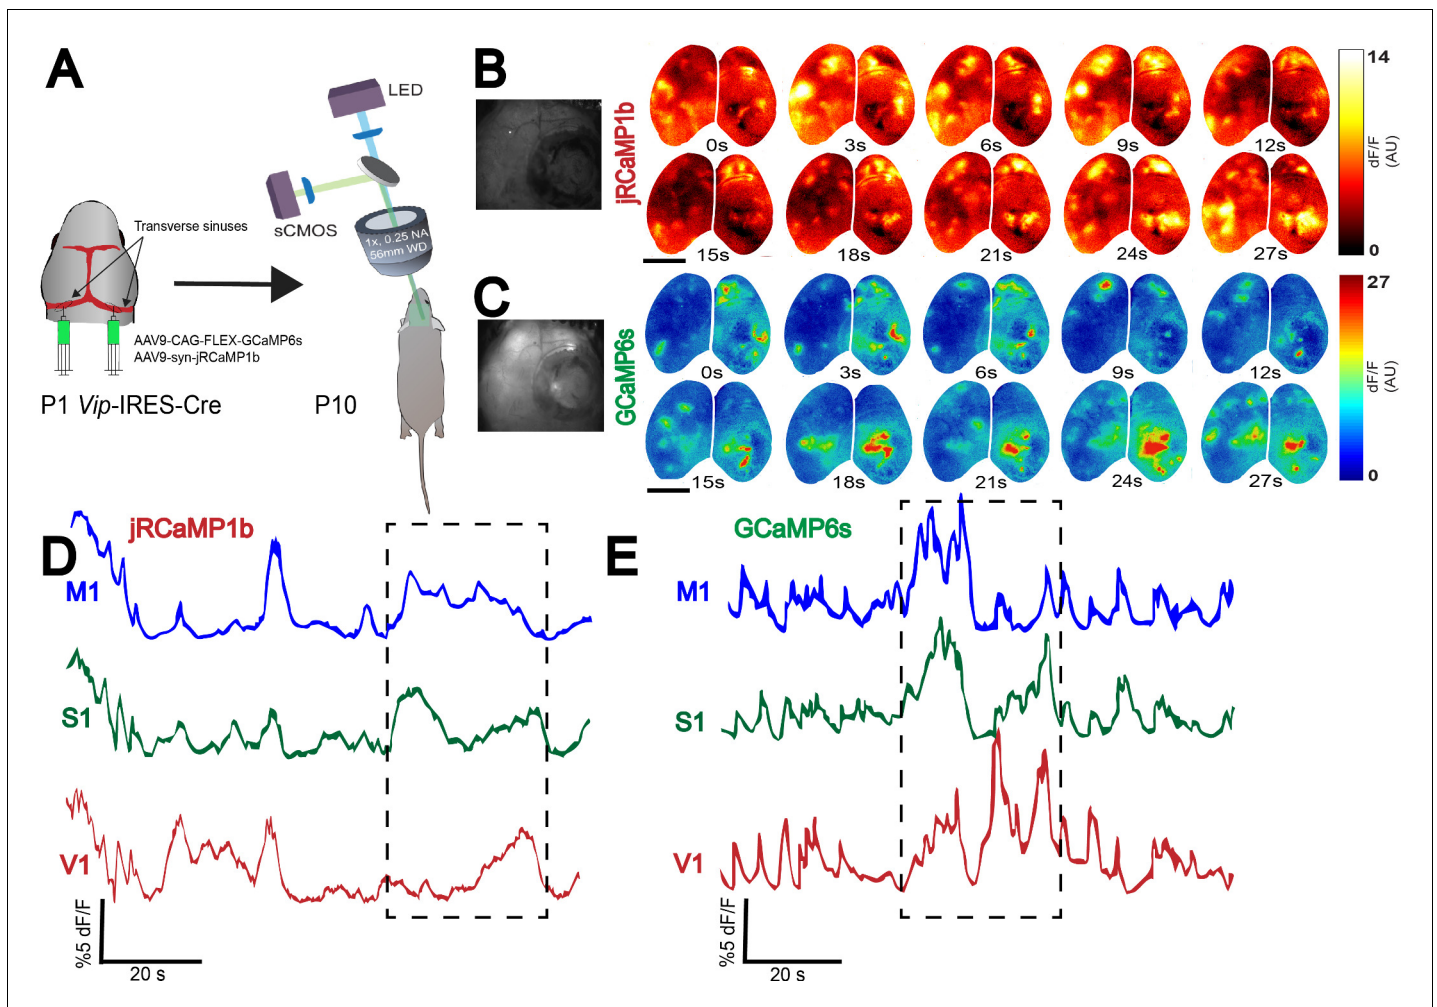 A
LED
sCMOS
1x, 0.25 NA
56mm WD
Transverse sinuses
AAV9-CAG-FLEX-GCaMP6s
AAV9-syn-jRCaMP1b
P1 Vip-IRES-Cre
P10
B
jRCaMP1b
0s
3s
6s
9s
12s
15s
18s
21s
24s
27s
14
dF/F
(AU)
0
C
GCaMP6s
0s
3s
6s
9s
12s
15s
18s
21s
24s
27s
27
dF/F
(AU)
0
D
jRCaMP1b
M1
S1
V1
%5 dF/F
20 s
E
GCaMP6s
M1
S1
V1
%5 dF/F
20 s